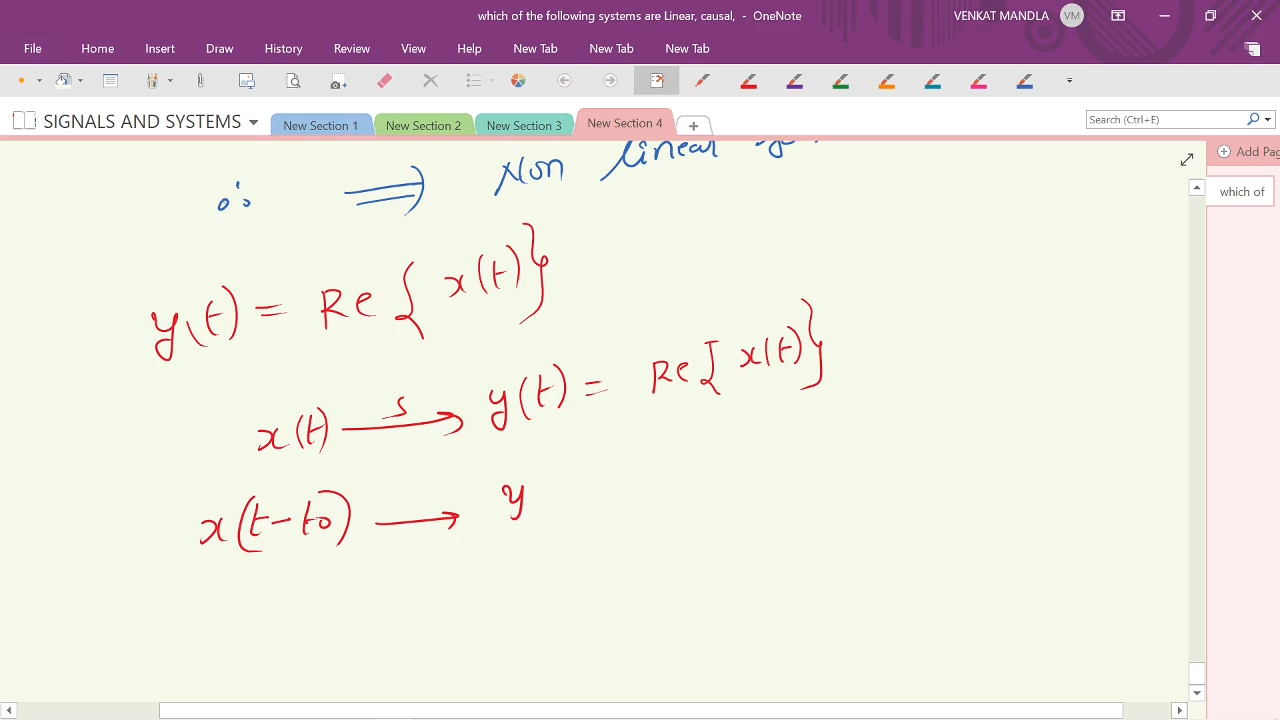 which of the following systems are Linear, causal, - OneNote
VENKAT MANDLA VM
File Home Insert Draw History Review View Help New Tab New Tab New Tab
SIGNALS AND SYSTEMS New Section 1 New Section 2 New Section 3 New Section 4 +
Search (Ctrl+E)
Add Pag
which of
∴ ⟹ Non linear
y(t) = Re{ x(t)}
x(t) —s→ y(t) = Re{ x(t)}
x(t-t0) → y